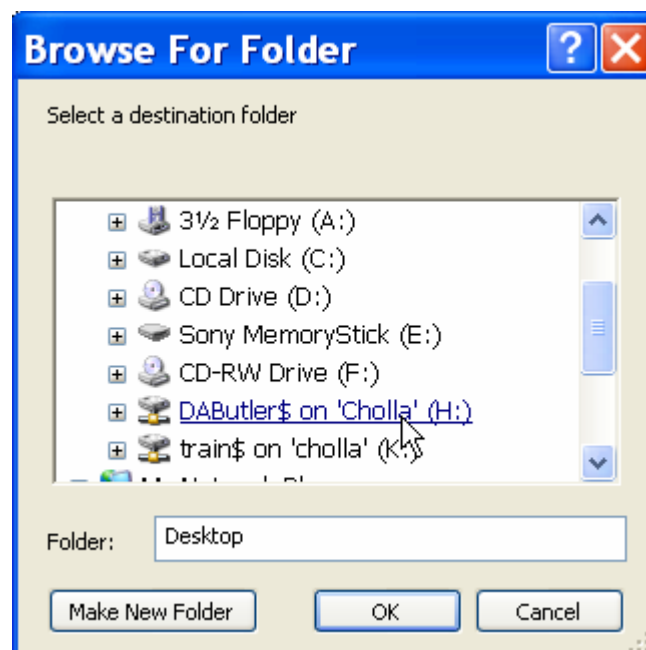 Browse For Folder
Select a destination folder
3½ Floppy (A:)
Local Disk (C:)
CD Drive (D:)
Sony MemoryStick (E:)
CD-RW Drive (F:)
DAButler$ on 'Cholla' (H:)
train$ on 'cholla' (K:)
Folder: Desktop
Make New Folder OK Cancel